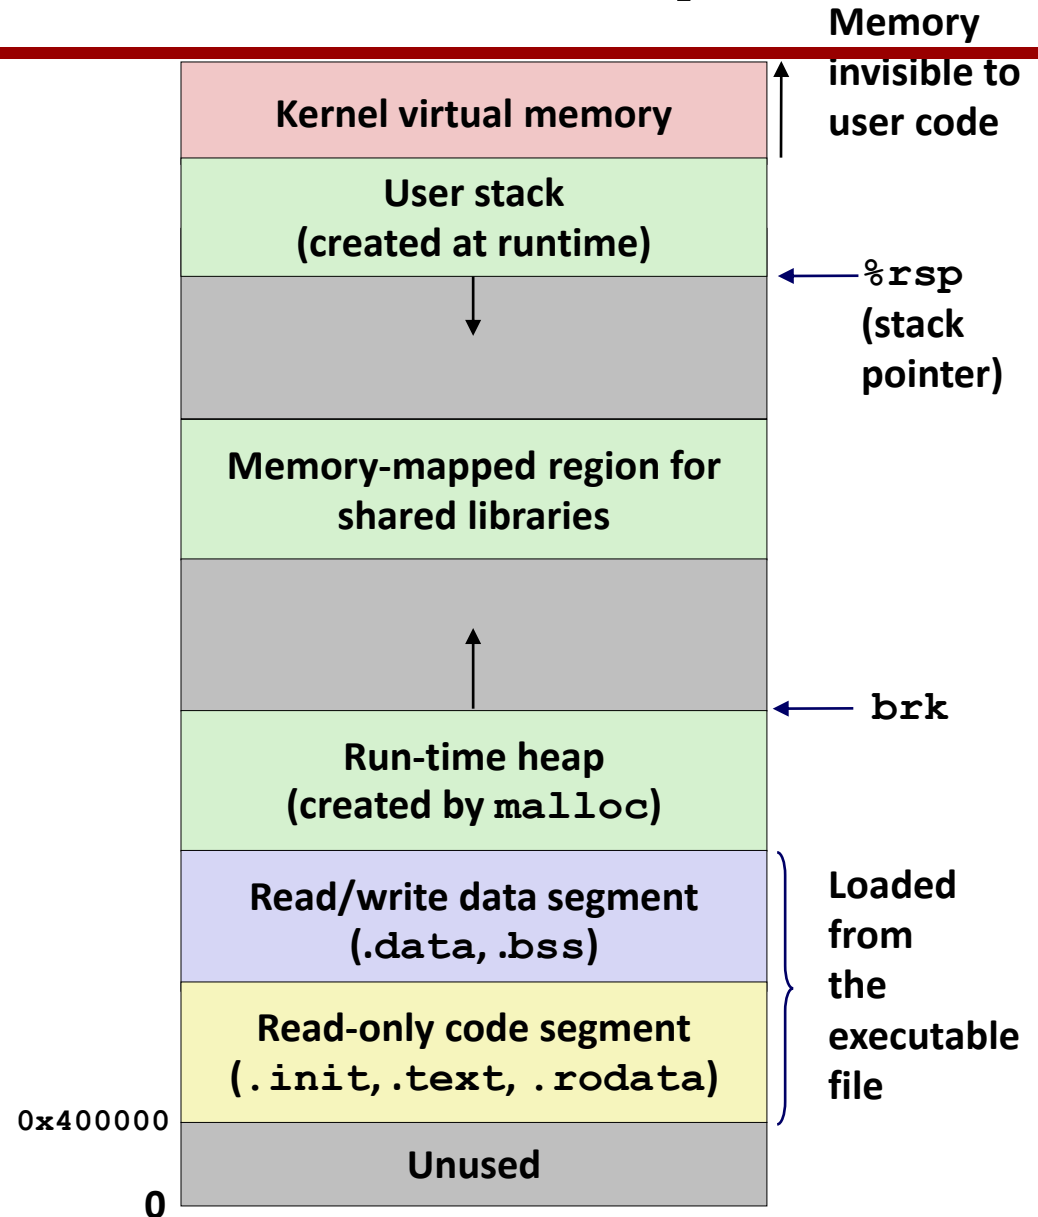 Memory
invisible to
user code
Kernel virtual memory
User stack
(created at runtime)
%rsp
(stack
pointer)
Memory-mapped region for
shared libraries
brk
Run-time heap
(created by malloc)
Read/write data segment
(.data, .bss)
Loaded
from
the
executable
file
Read-only code segment
(.init, .text, .rodata)
0x400000
Unused
0